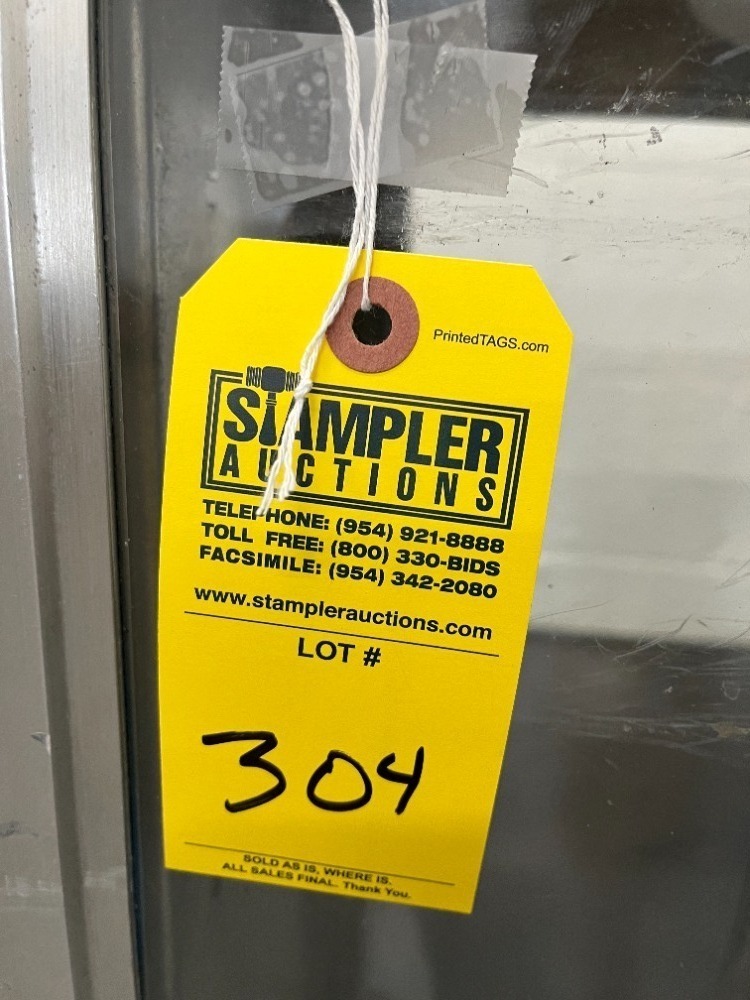 PrintedTAGS.com
STAMPLER
AUCTIONS
TELEPHONE: (954) 921-8888
TOLL FREE: (800) 330-BIDS
FACSIMILE: (954) 342-2080
www.stamplerauctions.com
LOT #
304
SOLD AS IS, WHERE IS.
ALL SALES FINAL. Thank You.